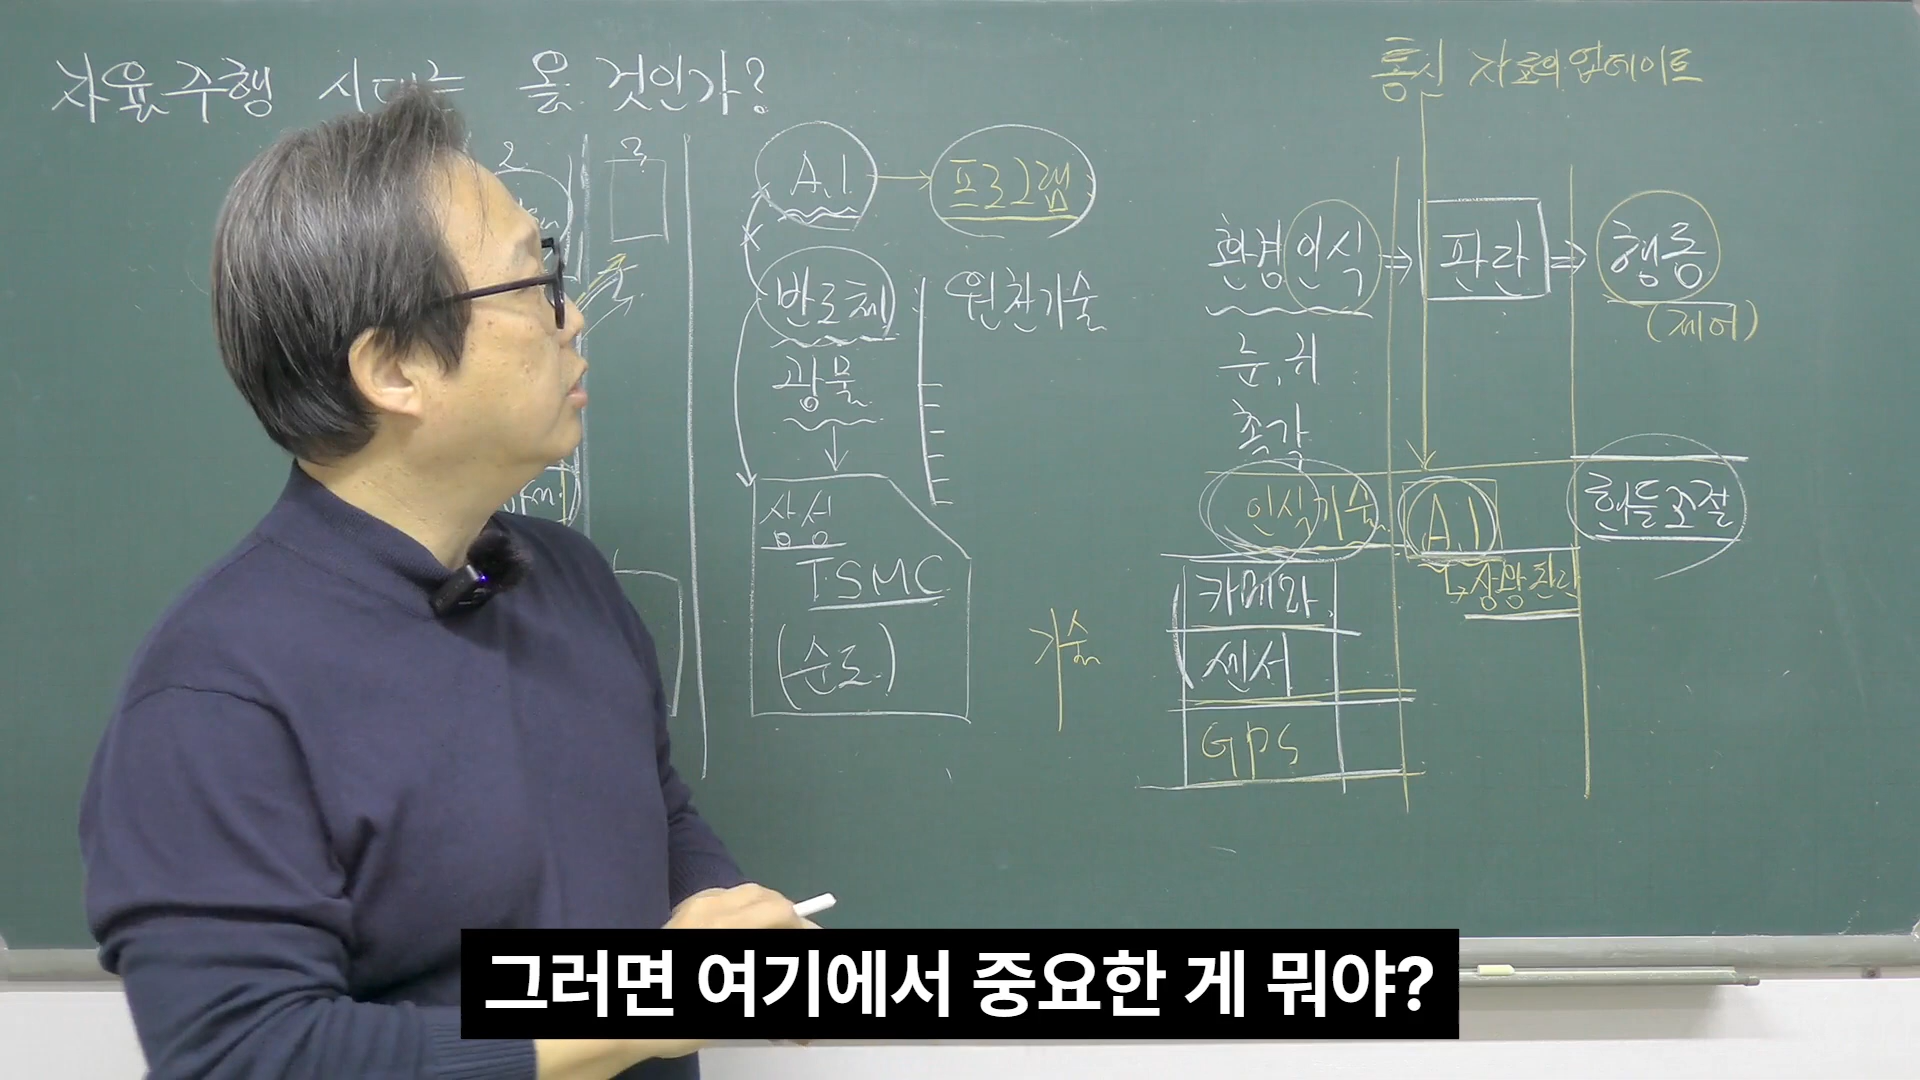 자율주행 시대는 올 것인가?
통신 자료의 업데이트
2
3
A.I → 프로그램
반도체
원천기술
광물
삼성
TSMC
(순도)
기술
환경인식 ⇒ 판단 ⇒ 행동
(제어)
눈, 귀
촉각
인식기술
A.I
핸들조절
↳ 상황판단
카메라
센서
GPS
그러면 여기에서 중요한 게 뭐야?